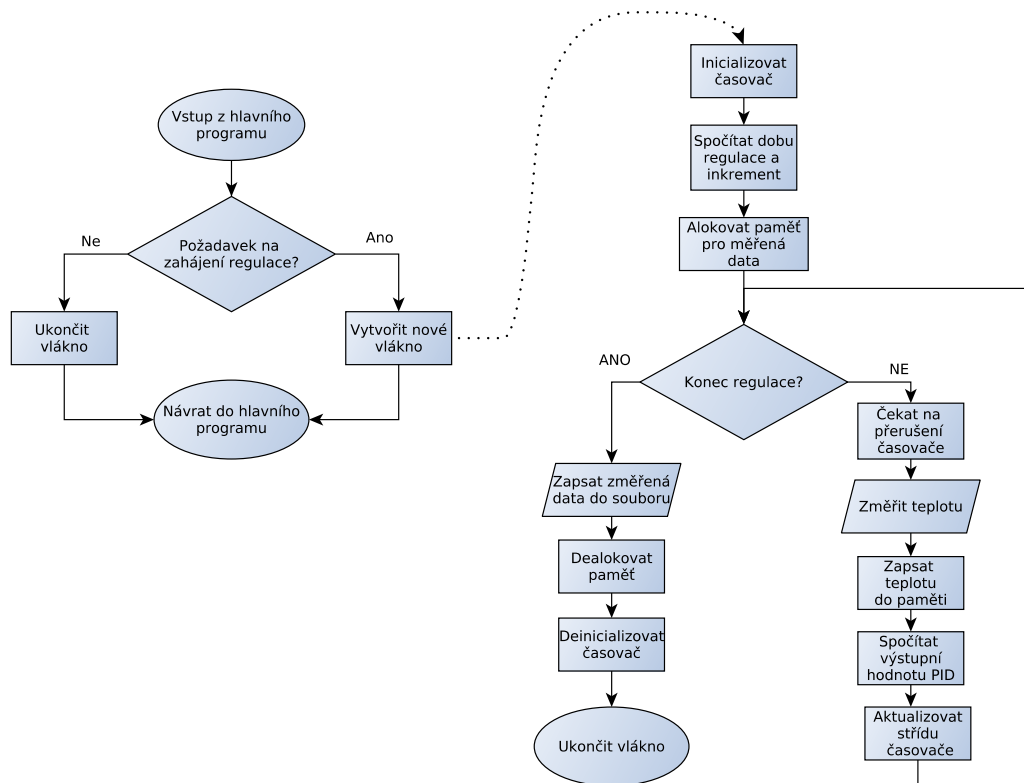 Vstup z hlavního
programu
Požadavek na
zahájení regulace?
Ne
Ano
Ukončit
vlákno
Vytvořit nové
vlákno
Návrat do hlavního
programu
Inicializovat
časovač
Spočítat dobu
regulace a
inkrement
Alokovat paměť
pro měřená
data
Konec regulace?
ANO
NE
Zapsat změřená
data do souboru
Dealokovat
paměť
Deinicializovat
časovač
Ukončit vlákno
Čekat na
přerušení
časovače
Změřit teplotu
Zapsat
teplotu
do paměti
Spočítat
výstupní
hodnotu PID
Aktualizovat
střídu
časovače